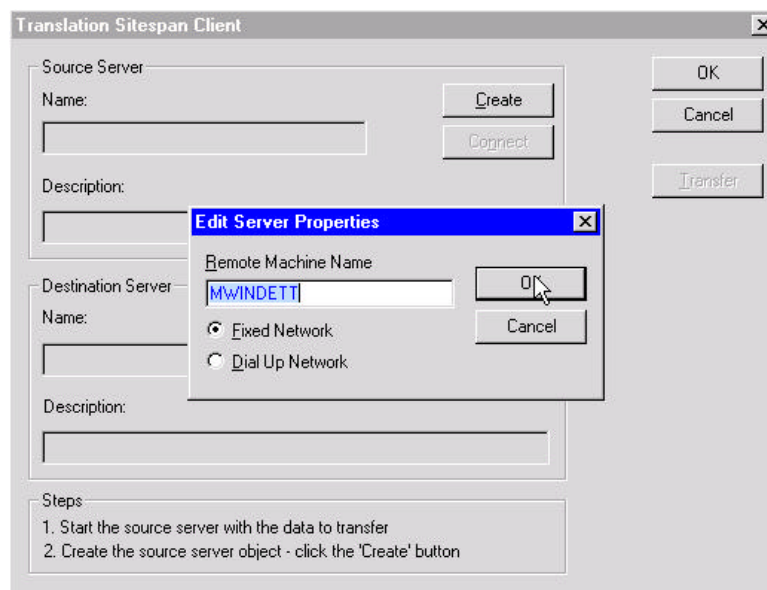 Translation Sitespan Client
Source Server
Name:
Create
Connect
Description:
OK
Cancel
Transfer
Edit Server Properties
Remote Machine Name
MWINDETT
Fixed Network
Dial Up Network
OK
Cancel
Destination Server
Name:
Description:
Steps
1. Start the source server with the data to transfer
2. Create the source server object - click the 'Create' button